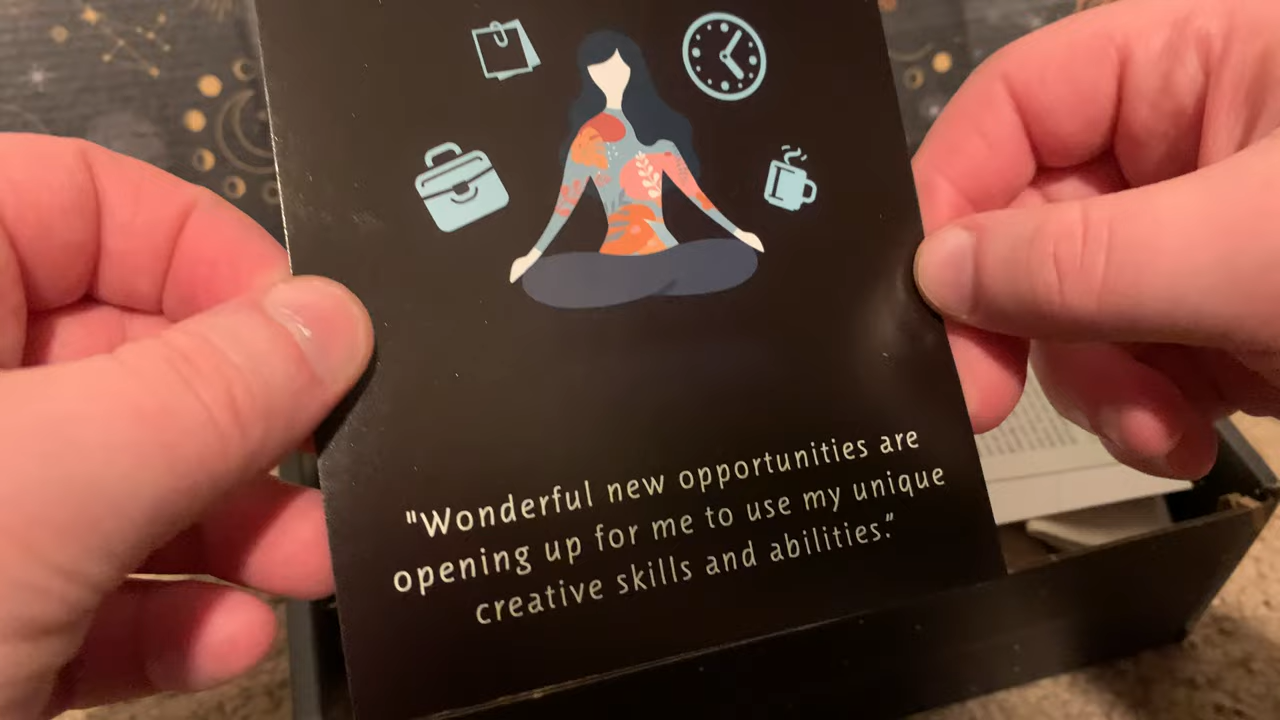 "Wonderful new opportunities are
opening up for me to use my unique
creative skills and abilities."